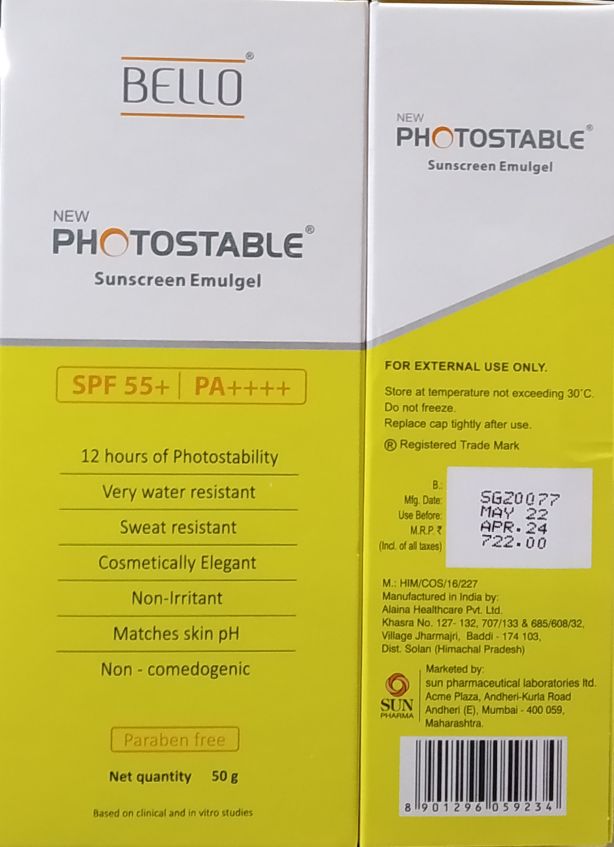 BELLO®
NEW
PHOTOSTABLE®
Sunscreen Emulgel
SPF 55+ | PA++++
12 hours of Photostability
Very water resistant
Sweat resistant
Cosmetically Elegant
Non-Irritant
Matches skin pH
Non - comedogenic
Paraben free
Net quantity 50 g
Based on clinical and in vitro studies
NEW
PHOTOSTABLE®
Sunscreen Emulgel
FOR EXTERNAL USE ONLY.
Store at temperature not exceeding 30°C.
Do not freeze.
Replace cap tightly after use.
® Registered Trade Mark
B.: SGZ0077
Mfg. Date: MAY 22
Use Before: APR.24
M.R.P. ₹ 722.00
(Incl. of all taxes)
M.: HIM/COS/16/227
Manufactured in India by:
Alaina Healthcare Pvt. Ltd.
Khasra No. 127- 132, 707/133 & 685/608/32,
Village Jharmajri, Baddi - 174 103,
Dist. Solan (Himachal Pradesh)
SUN
PHARMA
Marketed by:
sun pharmaceutical laboratories ltd.
Acme Plaza, Andheri-Kurla Road
Andheri (E), Mumbai - 400 059,
Maharashtra.
8 901296 059234